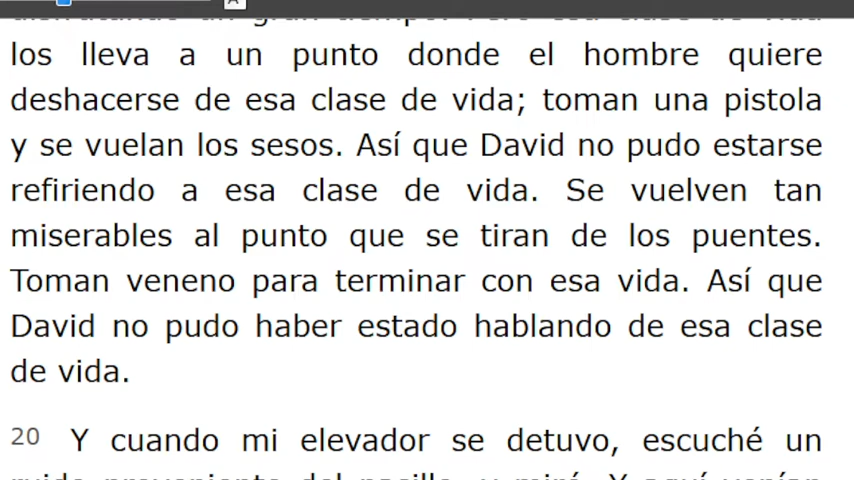 los lleva a un punto donde el hombre quiere
deshacerse de esa clase de vida; toman una pistola
y se vuelan los sesos. Así que David no pudo estarse
refiriendo a esa clase de vida. Se vuelven tan
miserables al punto que se tiran de los puentes.
Toman veneno para terminar con esa vida. Así que
David no pudo haber estado hablando de esa clase
de vida.
20 Y cuando mi elevador se detuvo, escuché un